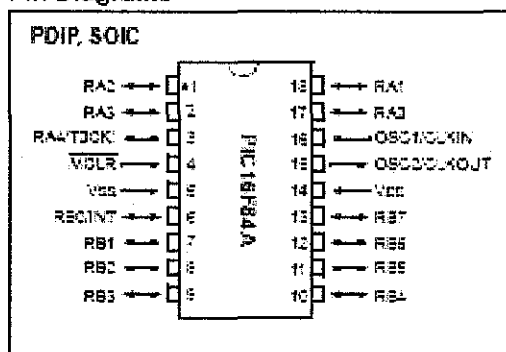 PDIP, SOIC
RA2 1 18 RA1
RA3 2 17 RA0
RA4/T0CKI 3 16 OSC1/CLKIN
MCLR 4 15 OSC2/CLKOUT
Vss 5 14 VDD
RB0/INT 6 13 RB7
RB1 7 12 RB6
RB2 8 11 RB5
RB3 9 10 RB4
PIC16F84A